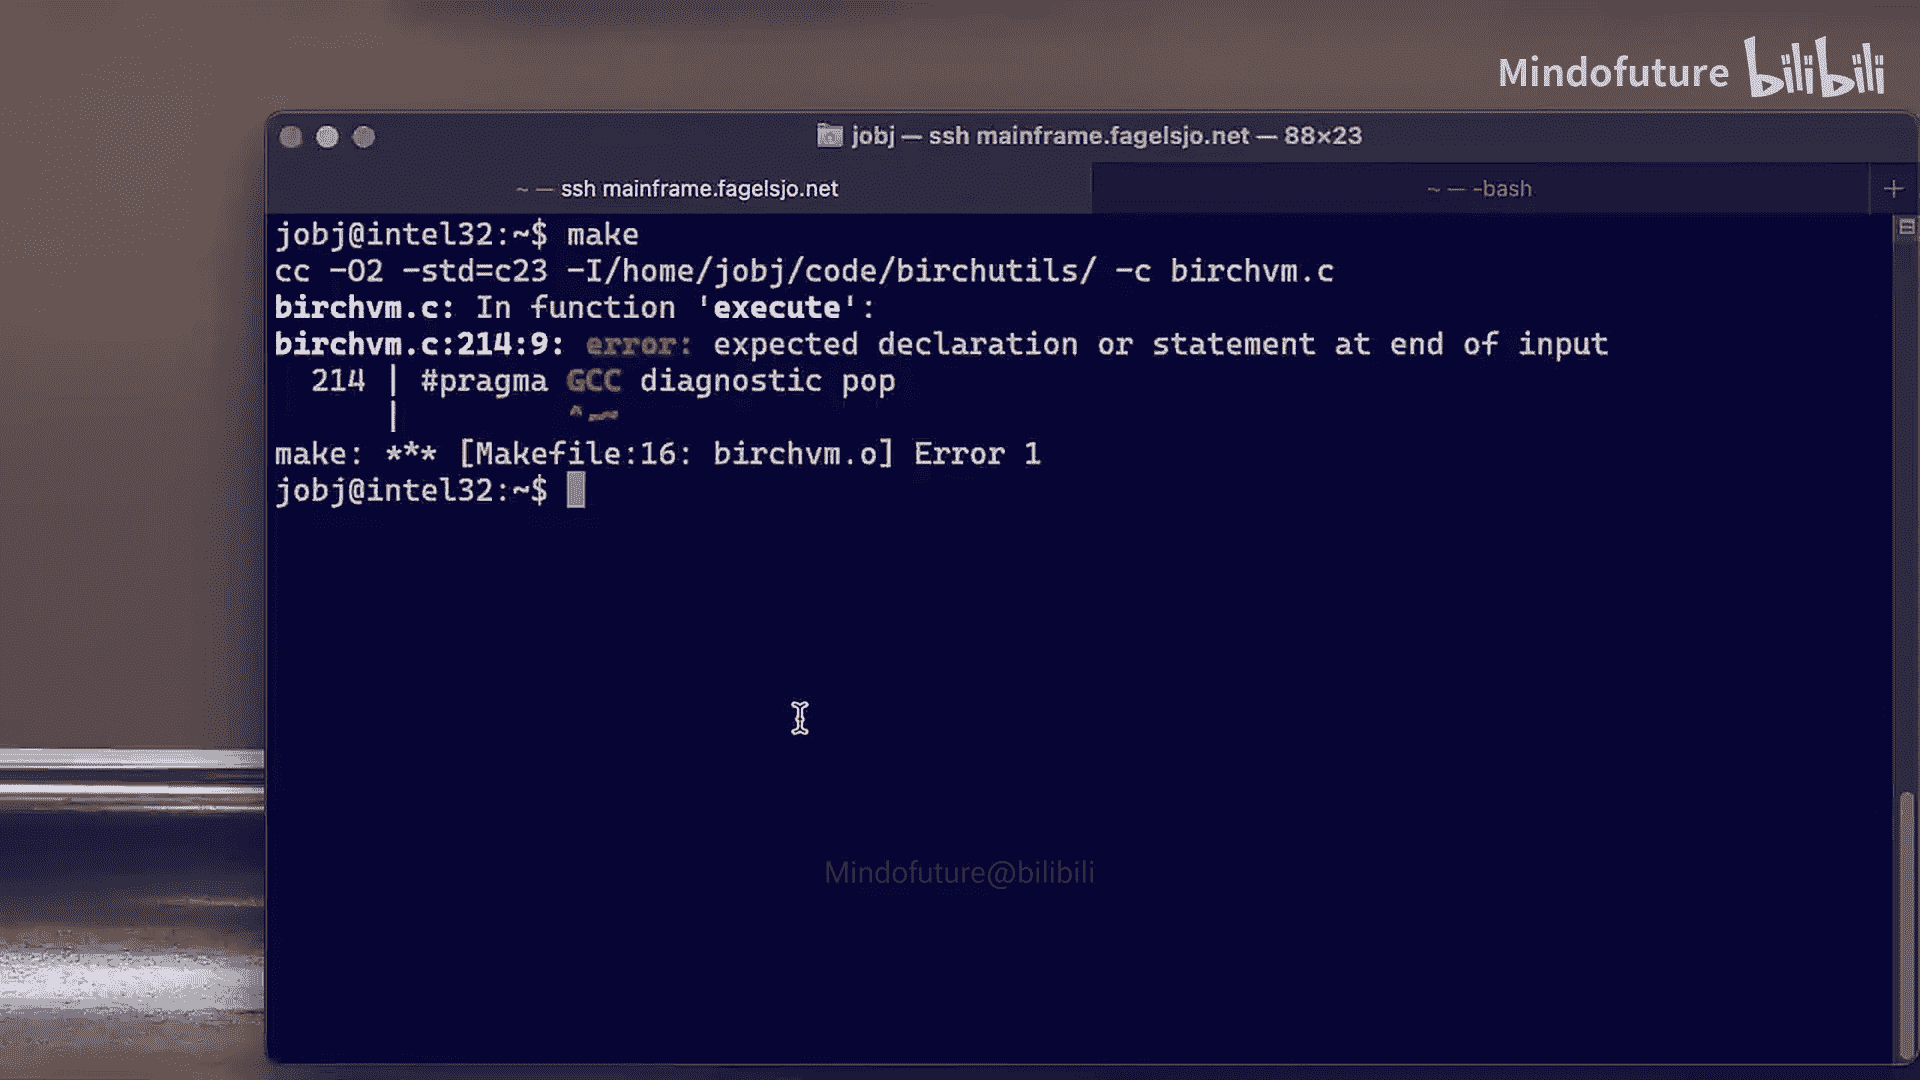 Mindofuture bilibili
jobj — ssh mainframe.fagelsjo.net — 88×23
~ — ssh mainframe.fagelsjo.net
~ — -bash
jobj@intel32:~$ make
cc -O2 -std=c23 -I/home/jobj/code/birchutils/ -c birchvm.c
birchvm.c: In function 'execute':
birchvm.c:214:9: error: expected declaration or statement at end of input
214 | #pragma GCC diagnostic pop
| ^~~
make: *** [Makefile:16: birchvm.o] Error 1
jobj@intel32:~$
Mindofuture@bilibili